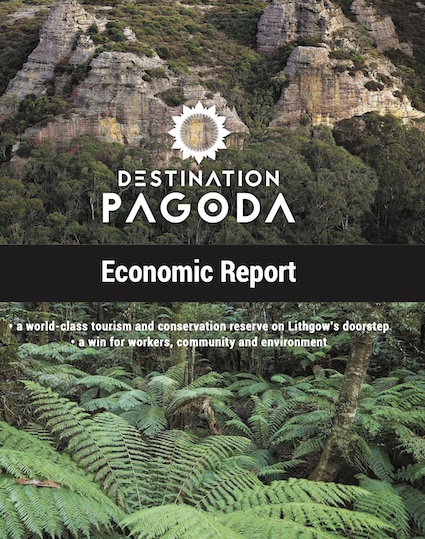 DESTINATION
PAGODA
Economic Report
• a world-class tourism and conservation reserve on Lithgow's doorstep
• a win for workers, community and environment